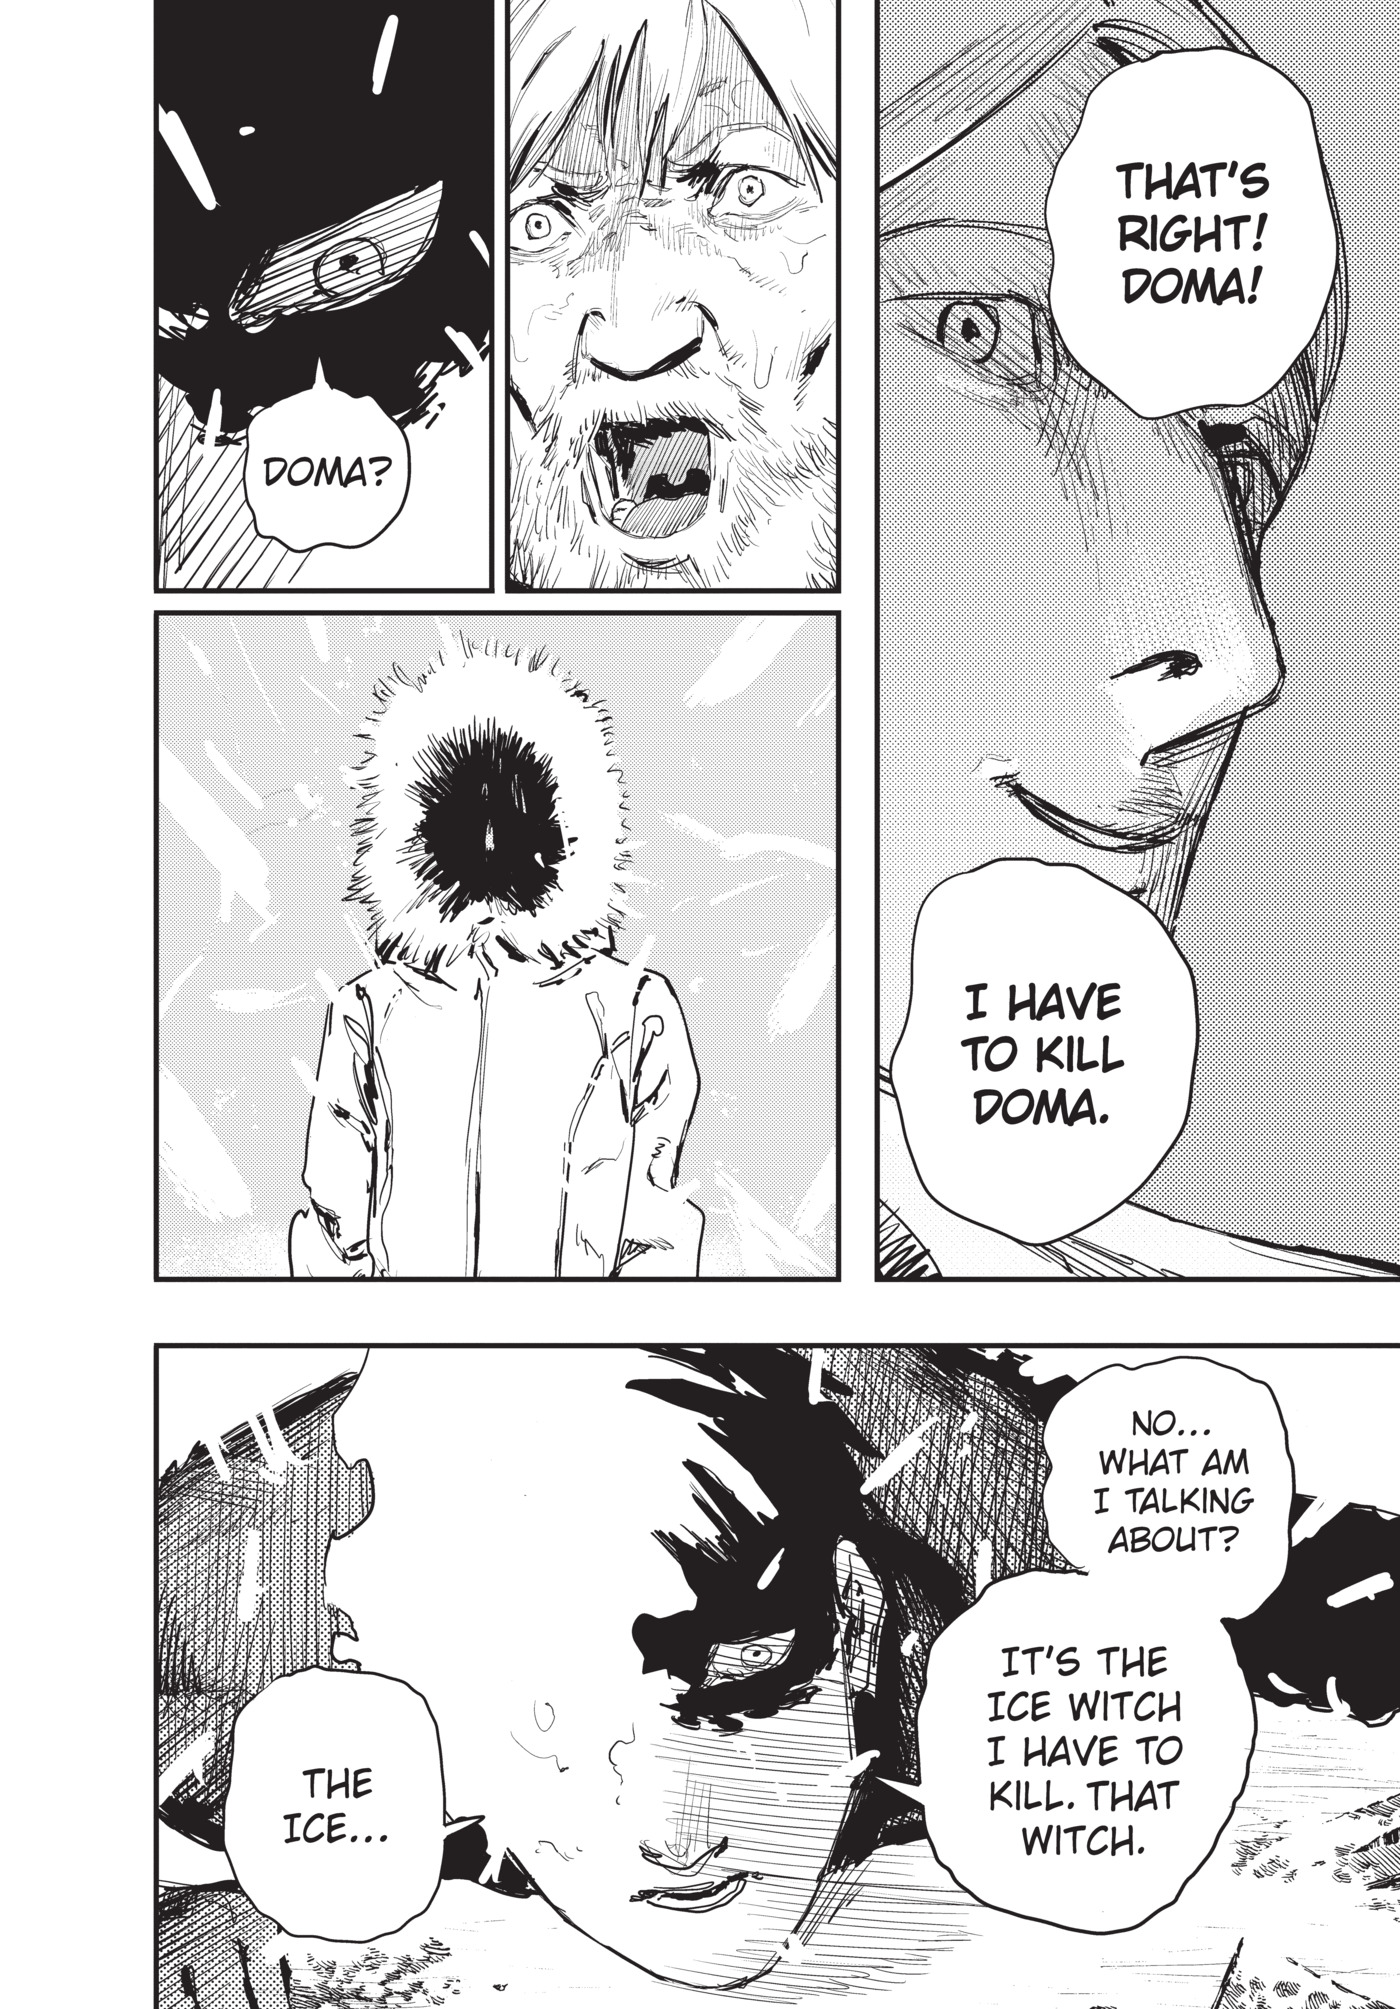 THAT'S
RIGHT!
DOMA!
I HAVE
TO KILL
DOMA.
DOMA?
NO...
WHAT AM
I TALKING
ABOUT?
IT'S THE
ICE WITCH
I HAVE TO
KILL. THAT
WITCH.
THE
ICE...